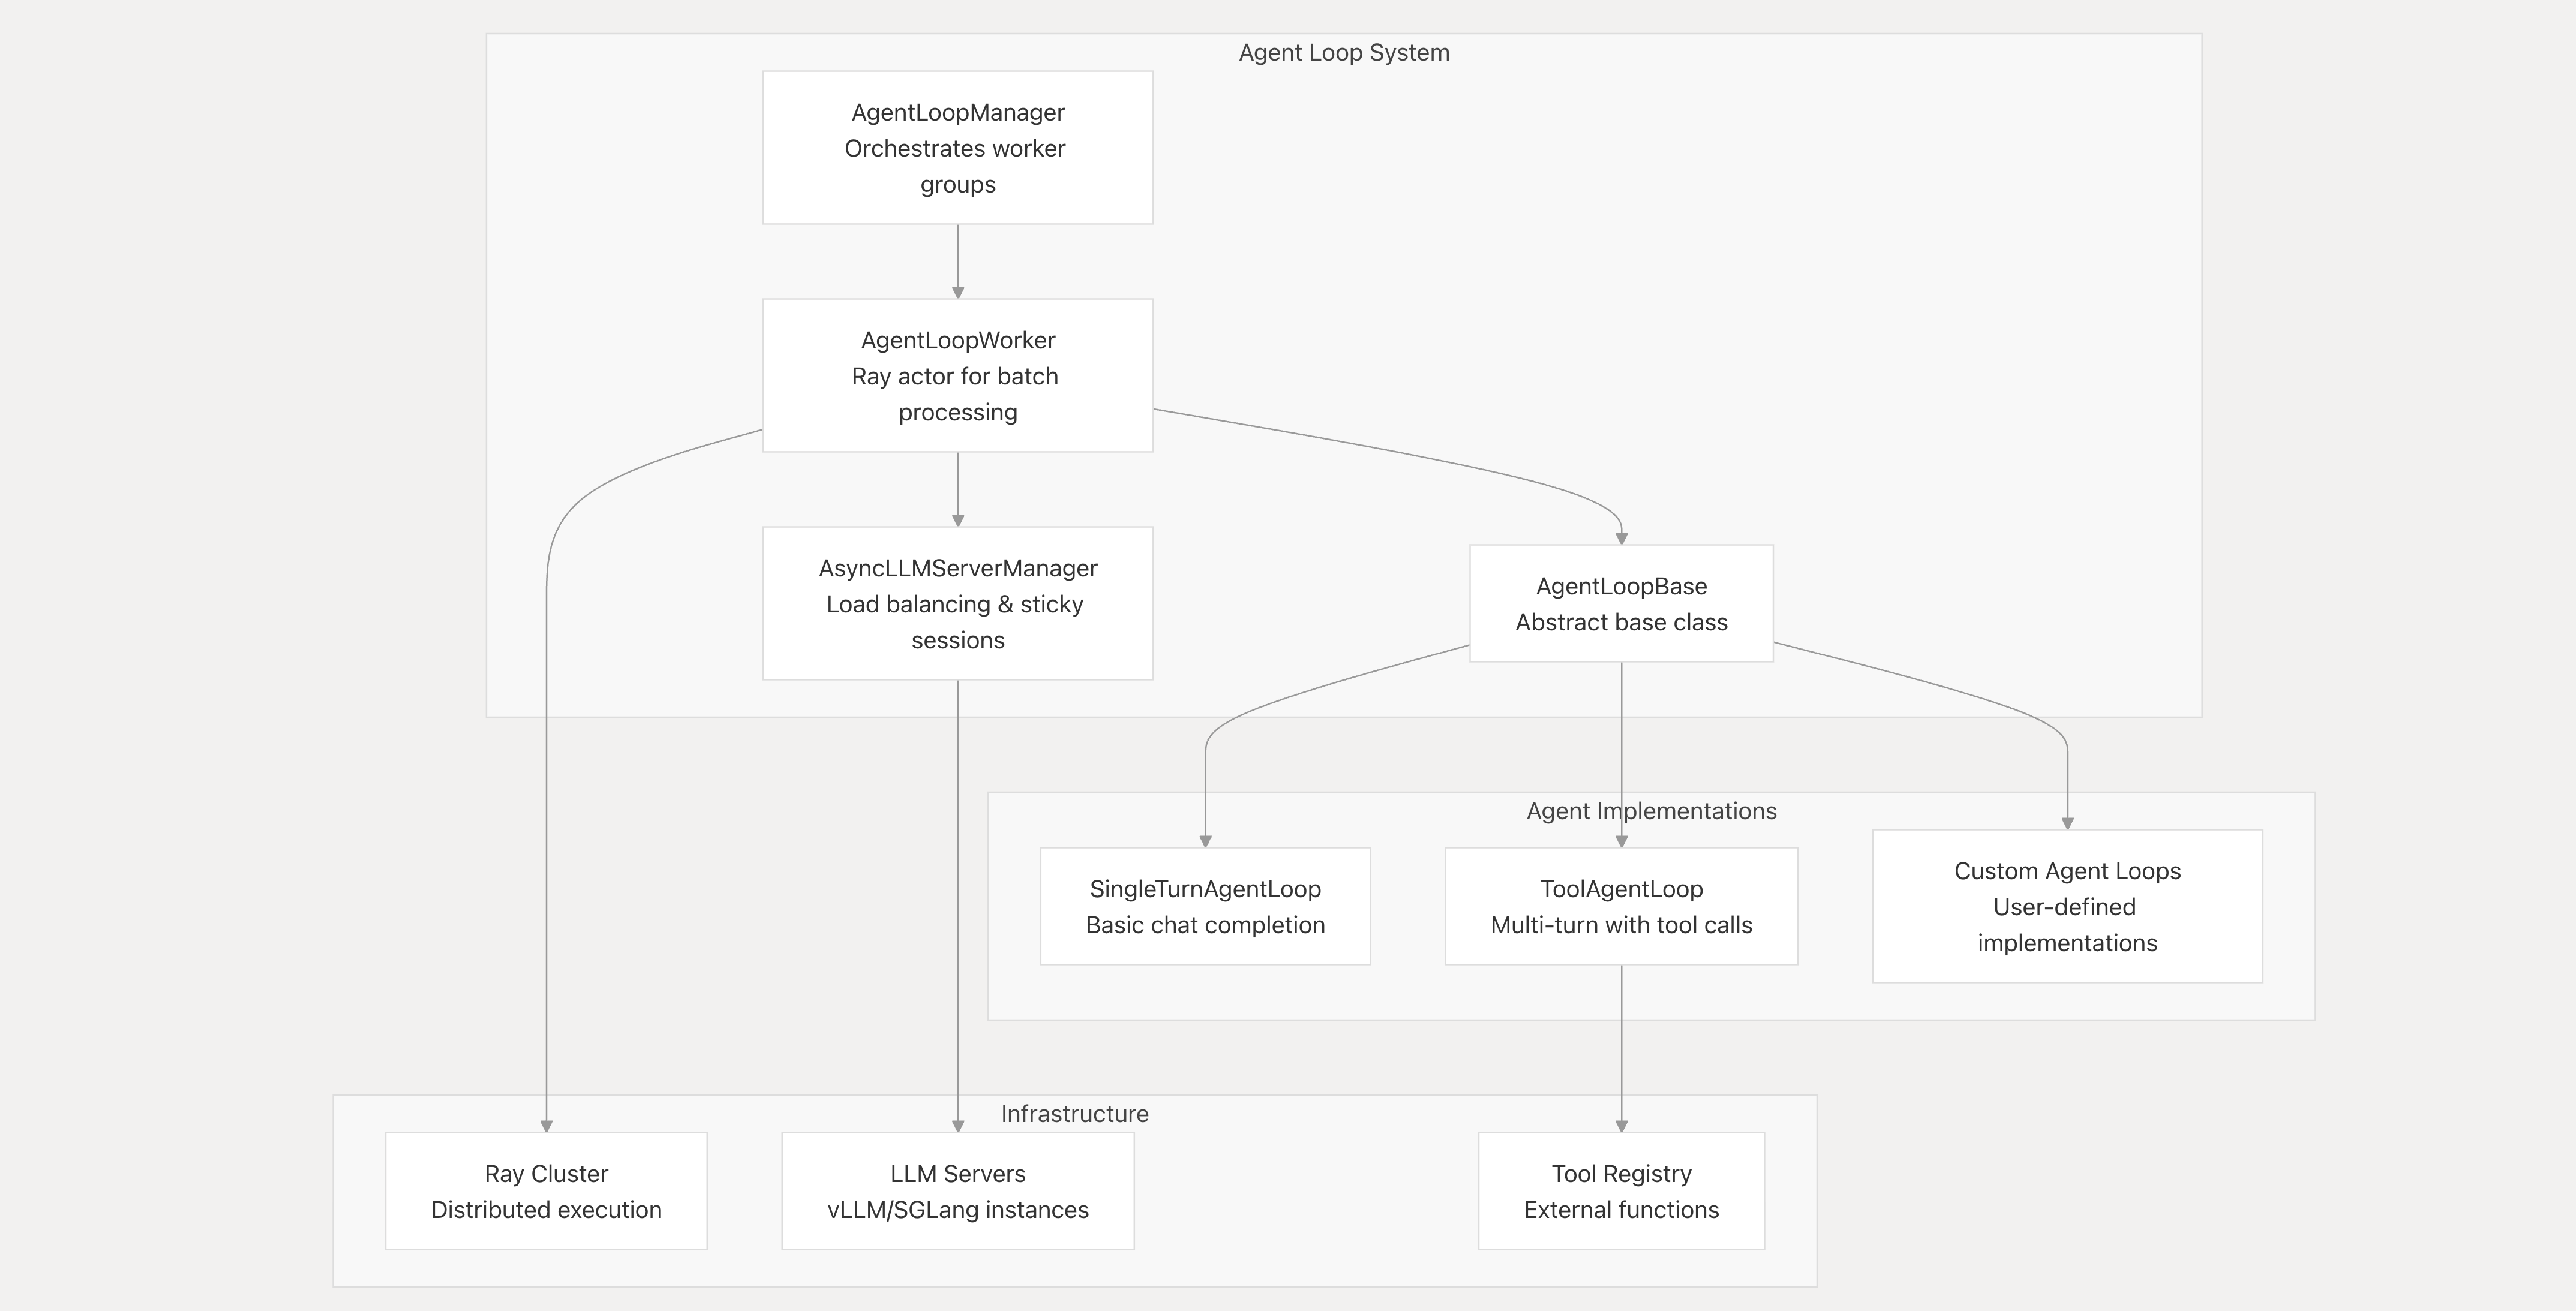 Agent Loop System
AgentLoopManager
Orchestrates worker
groups
AgentLoopWorker
Ray actor for batch
processing
AsyncLLMServerManager
Load balancing & sticky
sessions
AgentLoopBase
Abstract base class
Agent Implementations
SingleTurnAgentLoop
Basic chat completion
ToolAgentLoop
Multi-turn with tool calls
Custom Agent Loops
User-defined
implementations
Infrastructure
Ray Cluster
Distributed execution
LLM Servers
vLLM/SGLang instances
Tool Registry
External functions